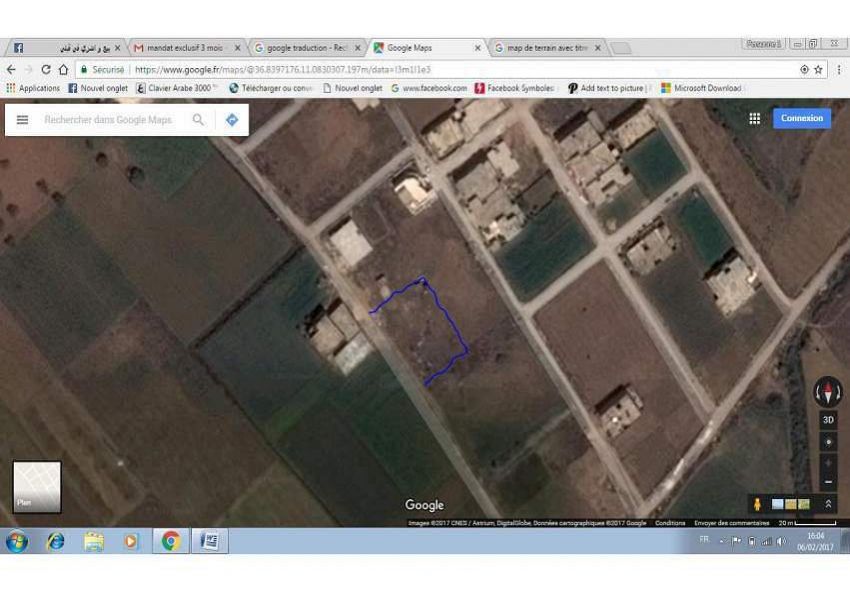 بيع و اشري في قبلي
mandat exclusif 3 mois -
google traduction - Rech
Google Maps
map de terrain avec titre
Sécurisé https://www.google.fr/maps/@36.8397176,11.0830307,197m/data=!3m1!1e3
Applications Nouvel onglet Clavier Arabe 3000 Télécharger ou conv Nouvel onglet www.facebook.com Facebook Symboles Add text to picture Microsoft Download
Rechercher dans Google Maps
Connexion
3D
Plan
Google
Images ©2017 CNES / Astrium, DigitalGlobe, Données cartographiques ©2017 Google Conditions Envoyer des commentaires 20 m
FR
16:04
06/02/2017